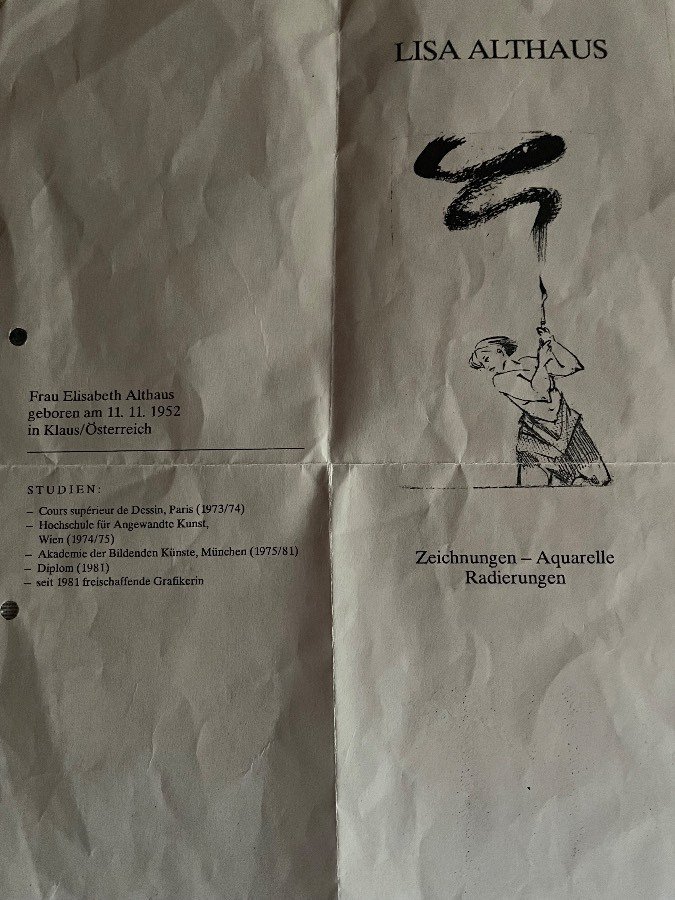 Frau Elisabeth Althaus
geboren am 11. 11. 1952
in Klaus/Österreich
STUDIEN:
– Cours supérieur de Dessin, Paris (1973/74)
– Hochschule für Angewandte Kunst,
Wien (1974/75)
– Akademie der Bildenden Künste, München (1975/81)
– Diplom (1981)
– seit 1981 freischaffende Grafikerin
LISA ALTHAUS
Zeichnungen – Aquarelle
Radierungen